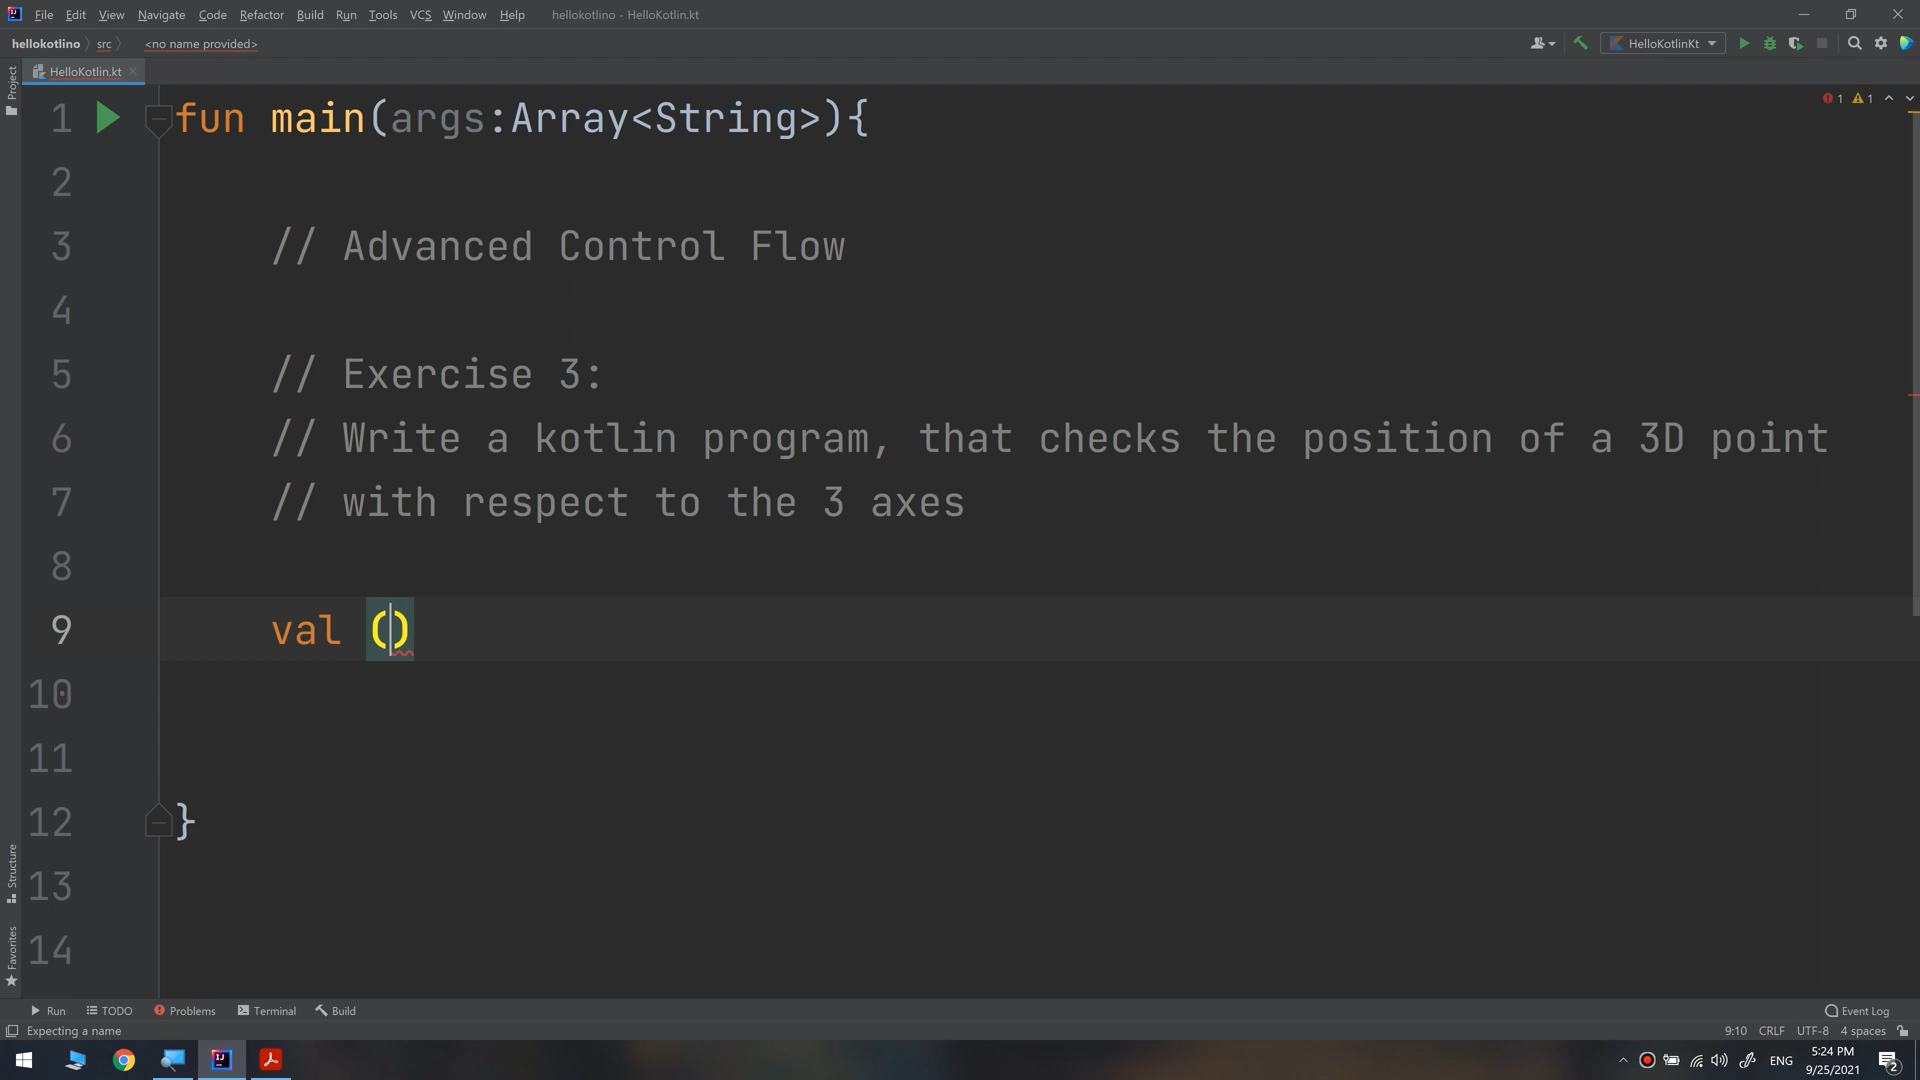 File Edit View Navigate Code Refactor Build Run Tools VCS Window Help hellokotlino - HelloKotlin.kt
hellokotlino src <no name provided> HelloKotlinKt
Project
HelloKotlin.kt
1 1
1 fun main(args:Array<String>){
2
3 // Advanced Control Flow
4
5 // Exercise 3:
6 // Write a kotlin program, that checks the position of a 3D point
7 // with respect to the 3 axes
8
9 val ()
10
11
12 }
13
14
Structure
Favorites
Run TODO Problems Terminal Build Event Log
Expecting a name 9:10 CRLF UTF-8 4 spaces
ENG 5:24 PM
9/25/2021
2